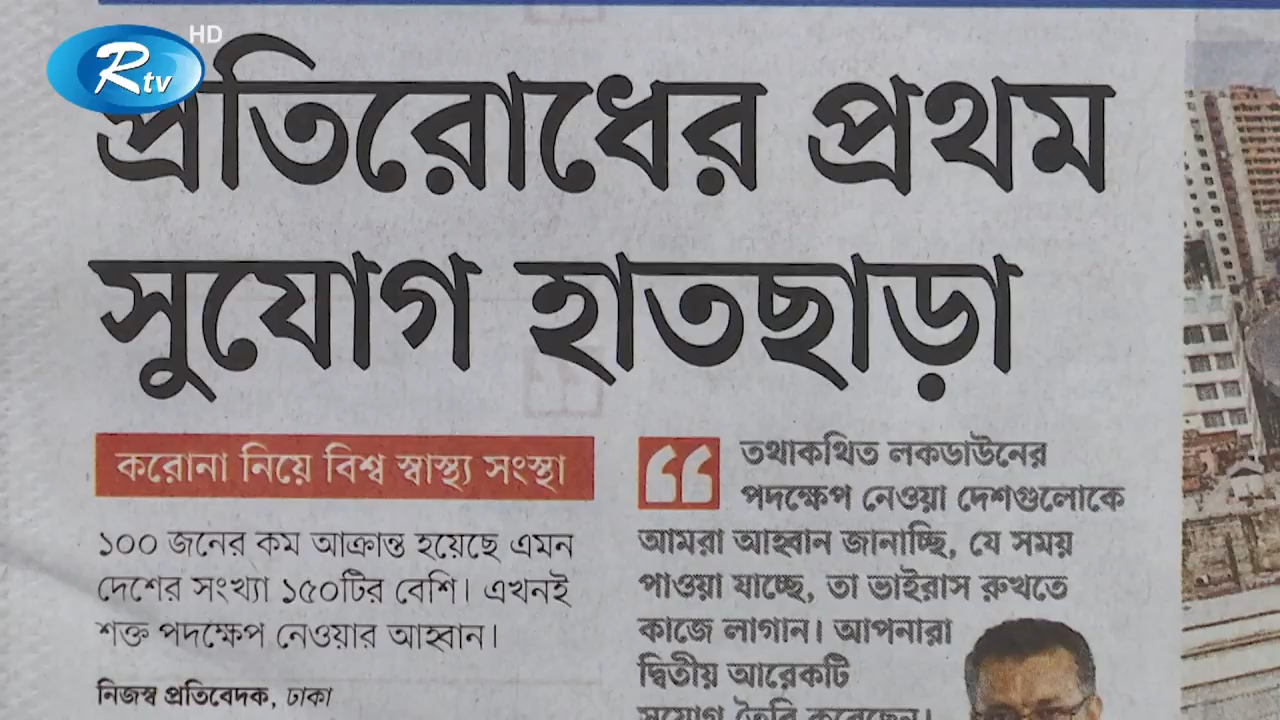 Rtv
HD
প্রতিরোধের প্রথম
সুযোগ হাতছাড়া
করোনা নিয়ে বিশ্ব স্বাস্থ্য সংস্থা
১০০ জনের কম আক্রান্ত হয়েছে এমন
দেশের সংখ্যা ১৫০টির বেশি। এখনই
শক্ত পদক্ষেপ নেওয়ার আহ্বান।
নিজস্ব প্রতিবেদক, ঢাকা
তথাকথিত লকডাউনের
পদক্ষেপ নেওয়া দেশগুলোকে
আমরা আহ্বান জানাচ্ছি, যে সময়
পাওয়া যাচ্ছে, তা ভাইরাস রুখতে
কাজে লাগান। আপনারা
দ্বিতীয় আরেকটি
সুযোগ তৈরি করেছেন।